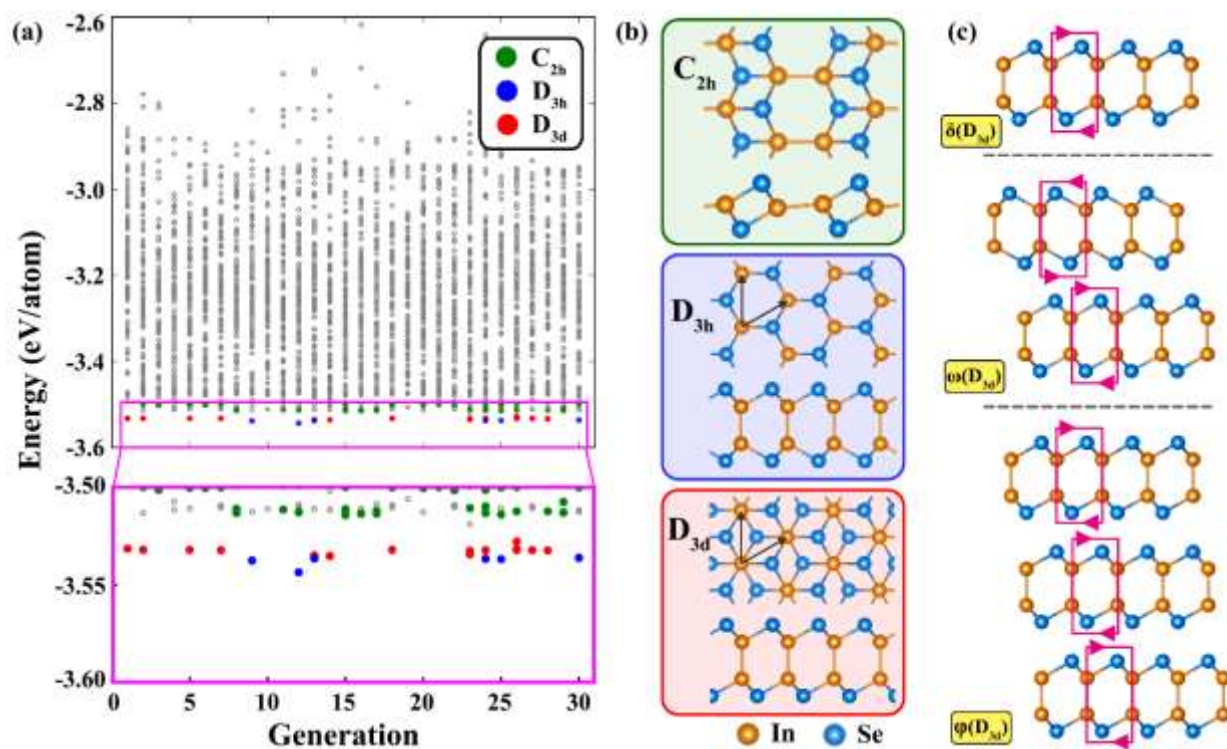 (a)
-2.6
-2.8
-3.0
-3.2
-3.4
-3.6
Energy (eV/atom)
C2h
D3h
D3d
-3.50
-3.55
-3.60
0 5 10 15 20 25 30
Generation
(b)
C2h
D3h
D3d
In Se
(c)
δ(D3d)
ω(D3d)
φ(D3d)